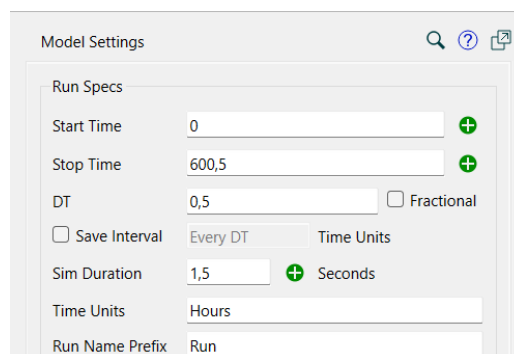 Model Settings
Run Specs
Start Time 0
Stop Time 600,5
DT 0,5 Fractional
Save Interval Every DT Time Units
Sim Duration 1,5 Seconds
Time Units Hours
Run Name Prefix Run